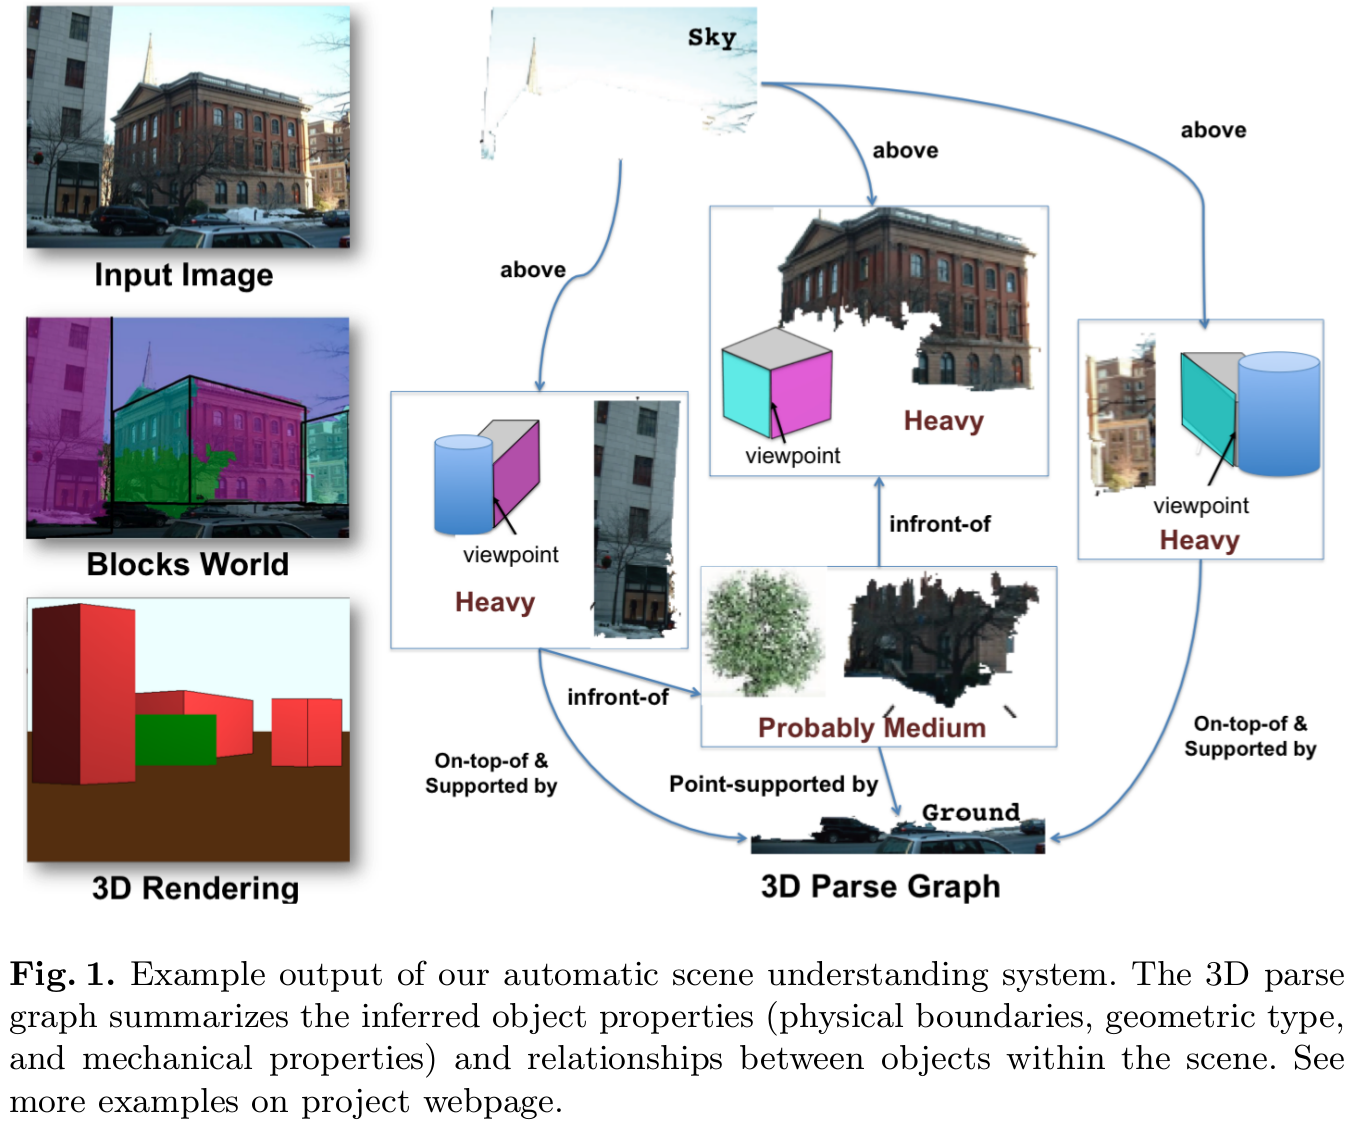 Sky
above
above
Input Image
above
Heavy
viewpoint
viewpoint
Heavy
infront-of
Blocks World
viewpoint
Heavy
infront-of
Probably Medium
On-top-of &
Supported by
On-top-of &
Supported by
Point-supported by
Ground
3D Rendering
3D Parse Graph
Fig. 1. Example output of our automatic scene understanding system. The 3D parse
graph summarizes the inferred object properties (physical boundaries, geometric type,
and mechanical properties) and relationships between objects within the scene. See
more examples on project webpage.